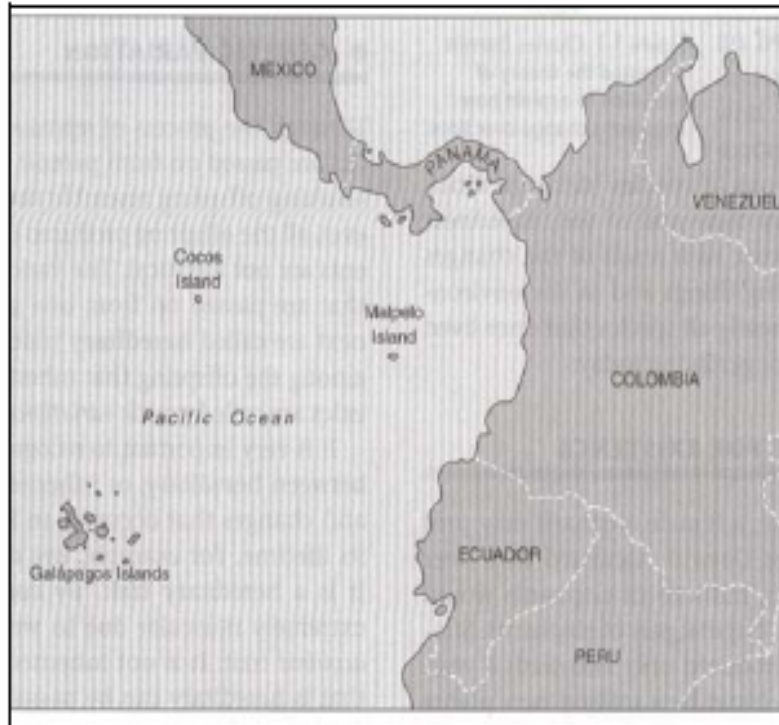 MEXICO
PANAMA
VENEZUEL
Cocos
Island
Malpelo
Island
COLOMBIA
Pacific Ocean
ECUADOR
Galápagos Islands
PERU